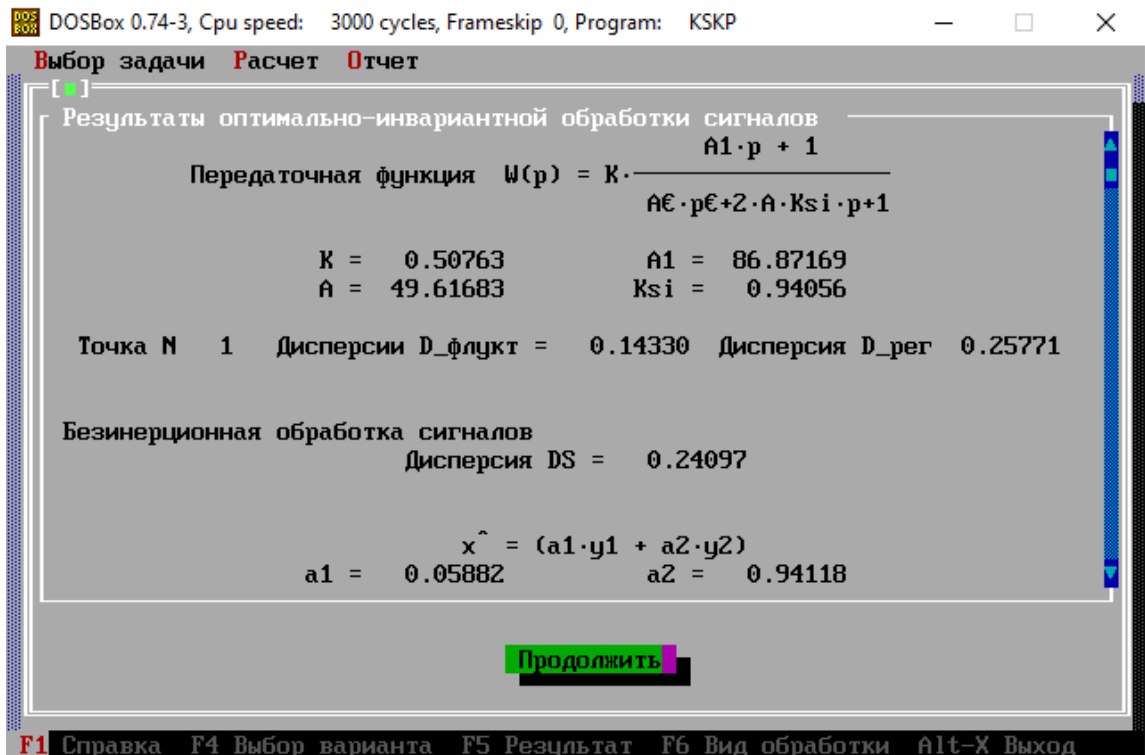 DOSBox 0.74-3, Cpu speed: 3000 cycles, Frameskip 0, Program: KSKP
Выбор задачи Расчет Отчет
Результаты оптимально-инвариантной обработки сигналов
A1·p + 1
Передаточная функция W(p) = K·
A€·p€+2·A·Ksi·p+1
K = 0.50763 A1 = 86.87169
A = 49.61683 Ksi = 0.94056
Точка N 1 Дисперсии D_флукт = 0.14330 Дисперсия D_рег 0.25771
Безинерционная обработка сигналов
Дисперсия DS = 0.24097
x^ = (a1·y1 + a2·y2)
a1 = 0.05882 a2 = 0.94118
Продолжить
F1 Справка F4 Выбор варианта F5 Результат F6 Вид обработки Alt-X Выход